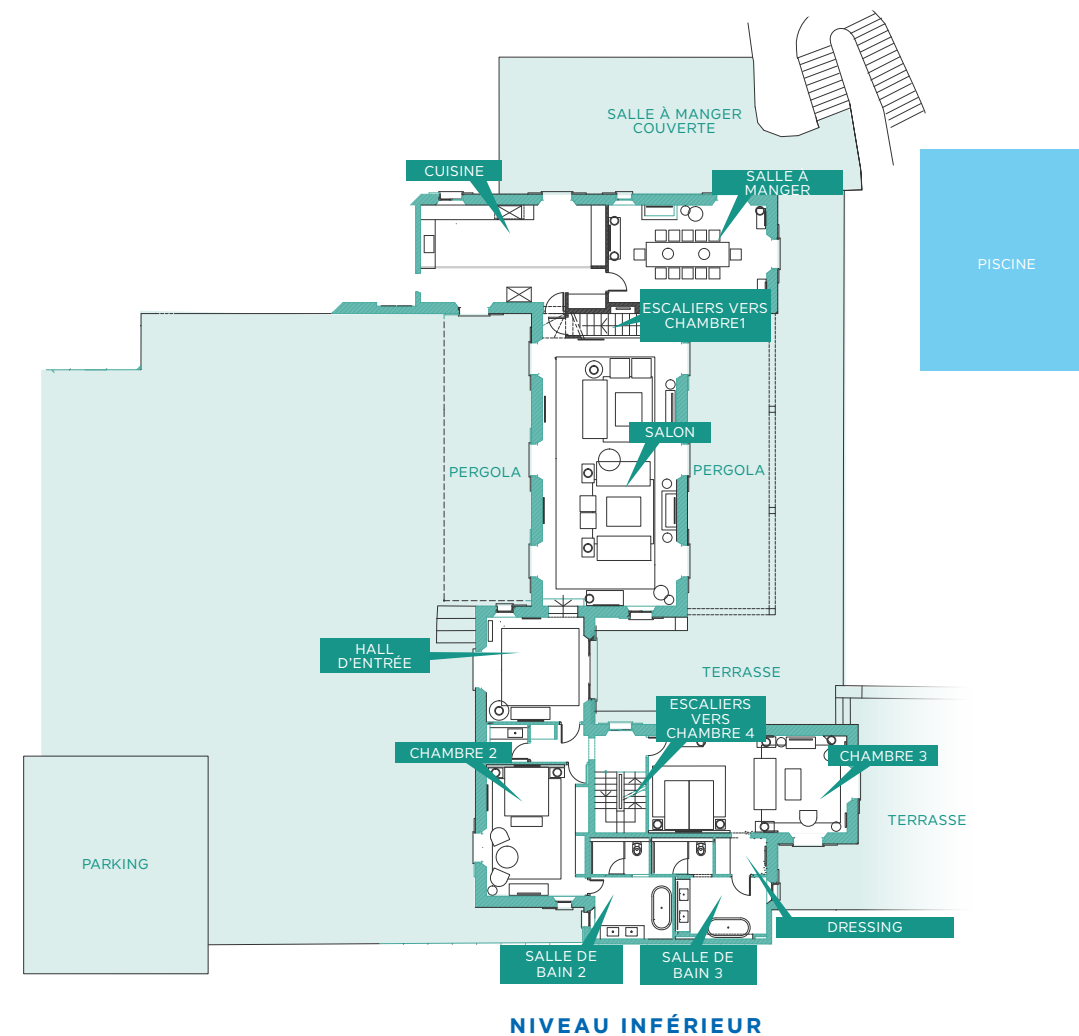 SALLE À MANGER
COUVERTE
CUISINE
SALLE À
MANGER
PISCINE
ESCALIERS VERS
CHAMBRE1
SALON
PERGOLA
PERGOLA
HALL
D'ENTRÉE
TERRASSE
ESCALIERS
VERS
CHAMBRE 4
CHAMBRE 2
CHAMBRE 3
TERRASSE
PARKING
DRESSING
SALLE DE
BAIN 2
SALLE DE
BAIN 3
NIVEAU INFÉRIEUR